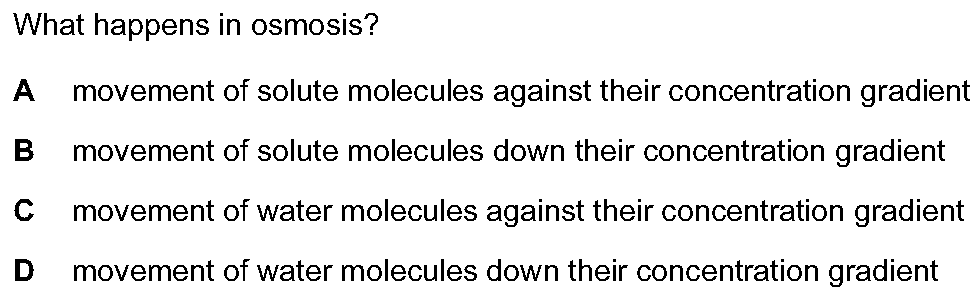 What happens in osmosis?
A movement of solute molecules against their concentration gradient
B movement of solute molecules down their concentration gradient
C movement of water molecules against their concentration gradient
D movement of water molecules down their concentration gradient